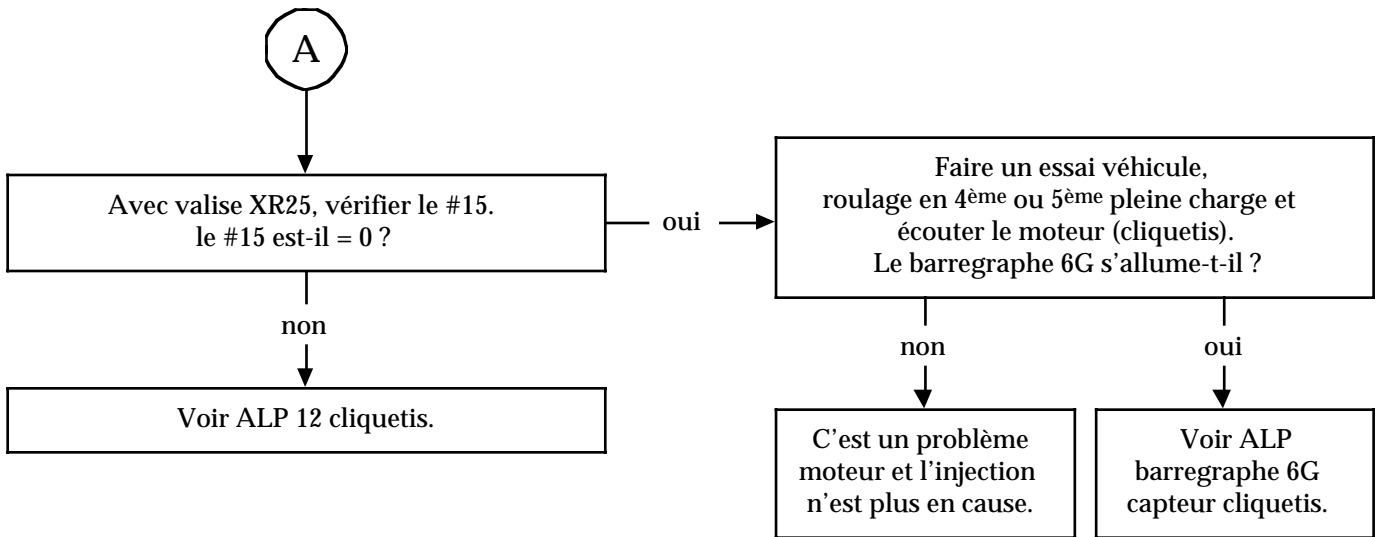 A
Avec valise XR25, vérifier le #15.
le #15 est-il = 0 ?
oui
Faire un essai véhicule,
roulage en 4ème ou 5ème pleine charge et
écouter le moteur (cliquetis).
Le barregraphe 6G s’allume-t-il ?
non
Voir ALP 12 cliquetis.
non
oui
C’est un problème
moteur et l’injection
n’est plus en cause.
Voir ALP
barregraphe 6G
capteur cliquetis.